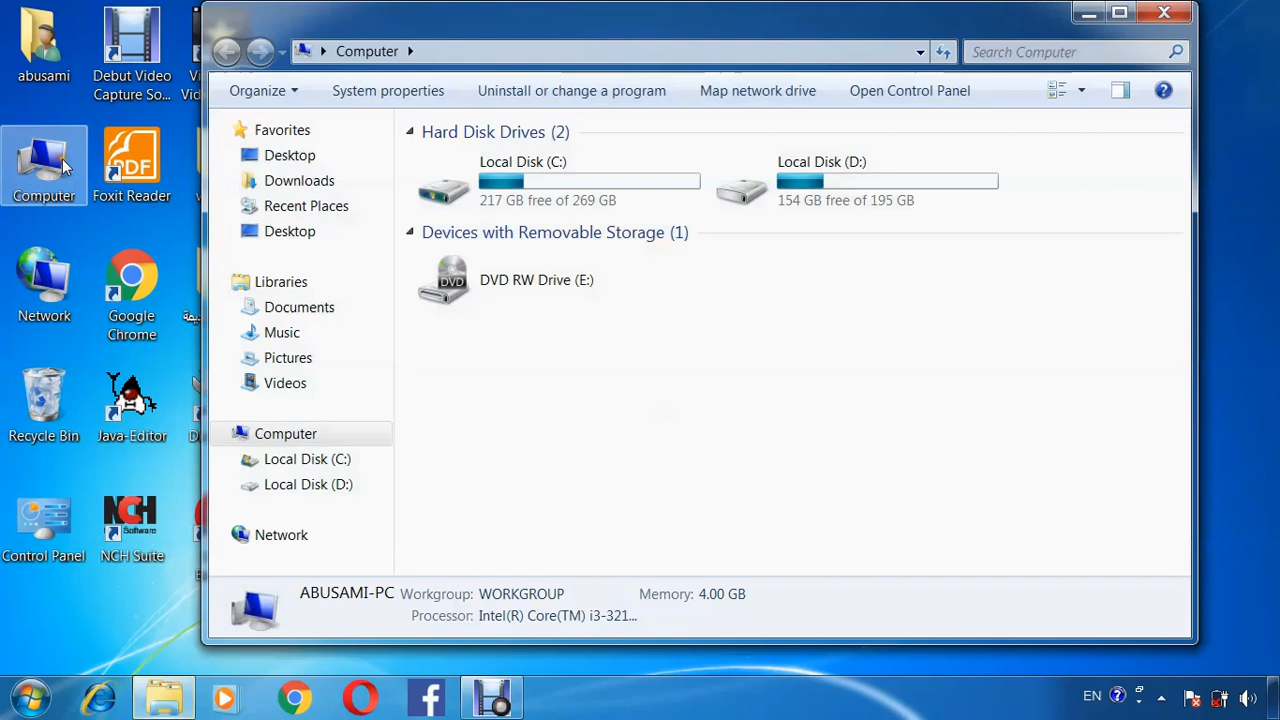 abusami
Debut Video
Capture So...
Computer
PDF
Foxit Reader
Network
Google
Chrome
Recycle Bin
Java-Editor
Control Panel
NCH
Software
NCH Suite
Computer
Search Computer
Organize
System properties
Uninstall or change a program
Map network drive
Open Control Panel
Favorites
Desktop
Downloads
Recent Places
Desktop
Libraries
Documents
Music
Pictures
Videos
Computer
Local Disk (C:)
Local Disk (D:)
Network
Hard Disk Drives (2)
Local Disk (C:)
217 GB free of 269 GB
Local Disk (D:)
154 GB free of 195 GB
Devices with Removable Storage (1)
DVD
DVD RW Drive (E:)
ABUSAMI-PC
Workgroup: WORKGROUP
Memory: 4.00 GB
Processor: Intel(R) Core(TM) i3-321...
EN